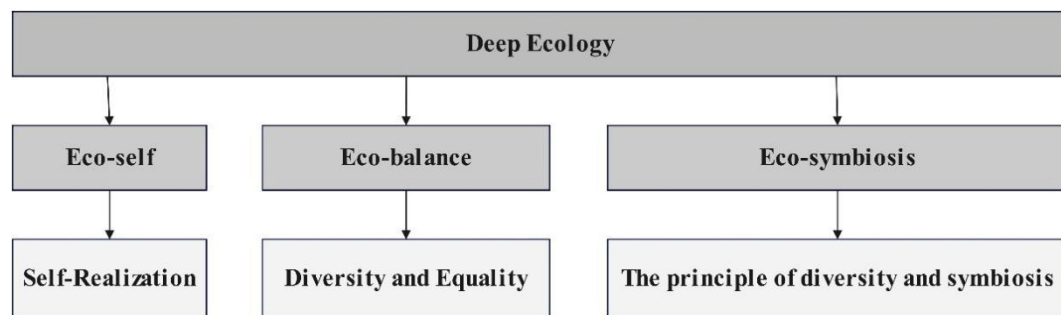 Deep Ecology
Eco-self
Eco-balance
Eco-symbiosis
Self-Realization
Diversity and Equality
The principle of diversity and symbiosis